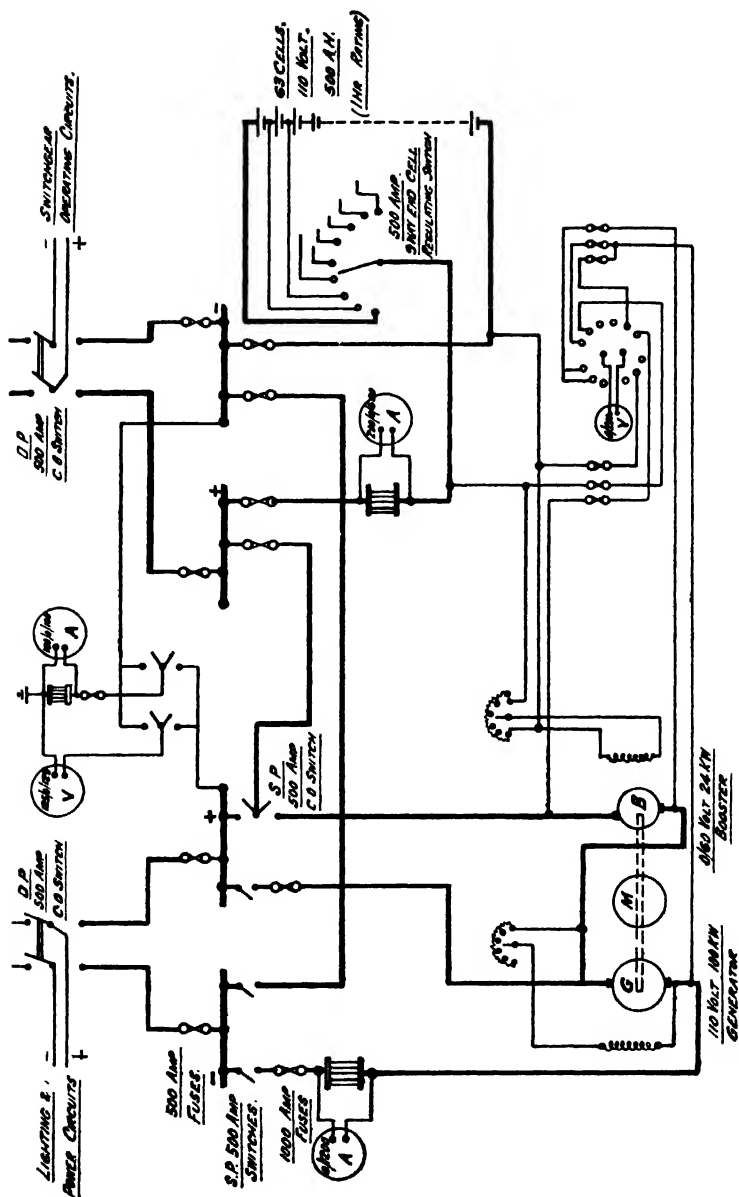 LIGHTING &
POWER CIRCUITS
-
+
D.P.
500 AMP
C O SWITCH
V
A
D.P.
500 AMP
C O SWITCH
-
+
SWITCHGEAR
OPERATING CIRCUITS.
500 AMP
FUSES.
S.P. 500 AMP
SWITCHES.
1000 AMP
FUSES
A
-
+
S P
500 AMP
C O SWITCH
+
-
A
63 CELLS.
110 VOLT.
500 A.H.
(1 HR RATING)
500 AMP.
9 WAY END CELL
REGULATING SWITCH
G
M
B
V
110 VOLT 100 KW
GENERATOR
0/60 VOLT 24 KW
BOOSTER